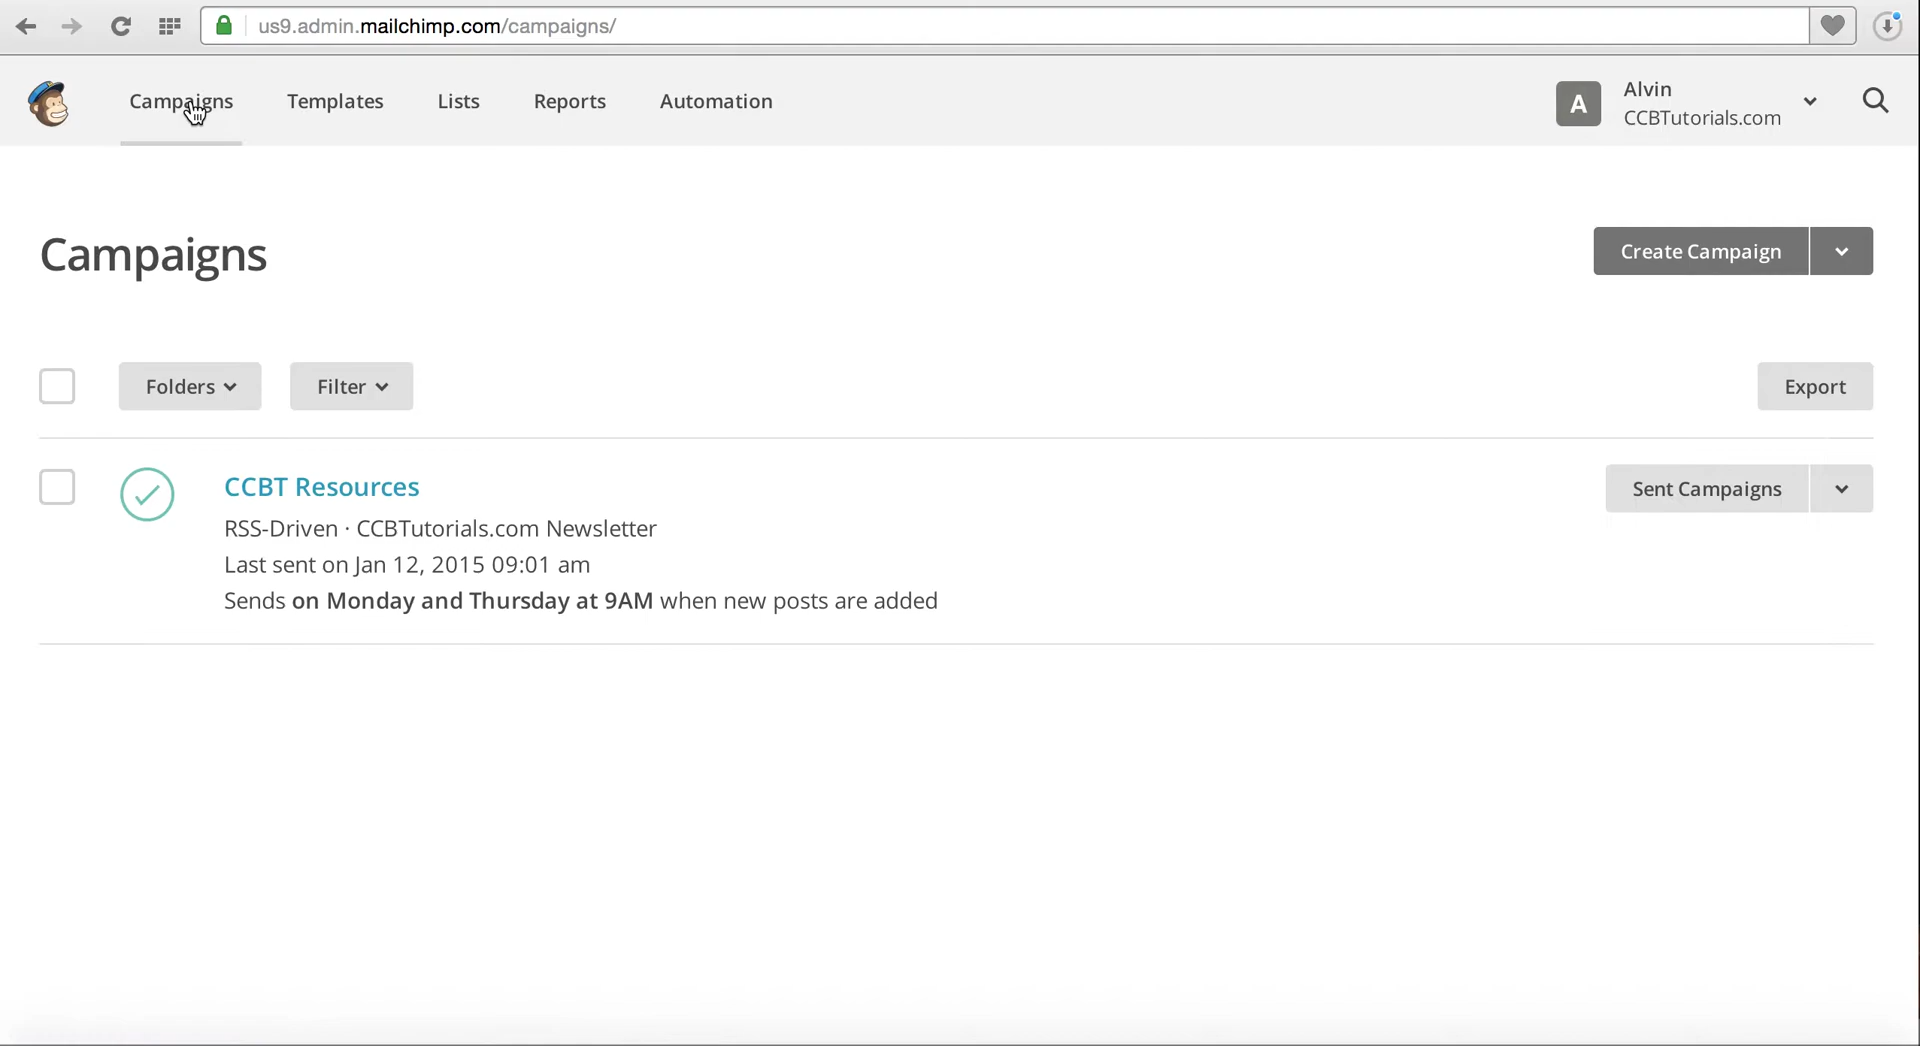 us9.admin.mailchimp.com/campaigns/
Campaigns Templates Lists Reports Automation
A
Alvin
CCBTutorials.com
Campaigns
Create Campaign
Folders Filter Export
CCBT Resources
Sent Campaigns
RSS-Driven · CCBTutorials.com Newsletter
Last sent on Jan 12, 2015 09:01 am
Sends on Monday and Thursday at 9AM when new posts are added